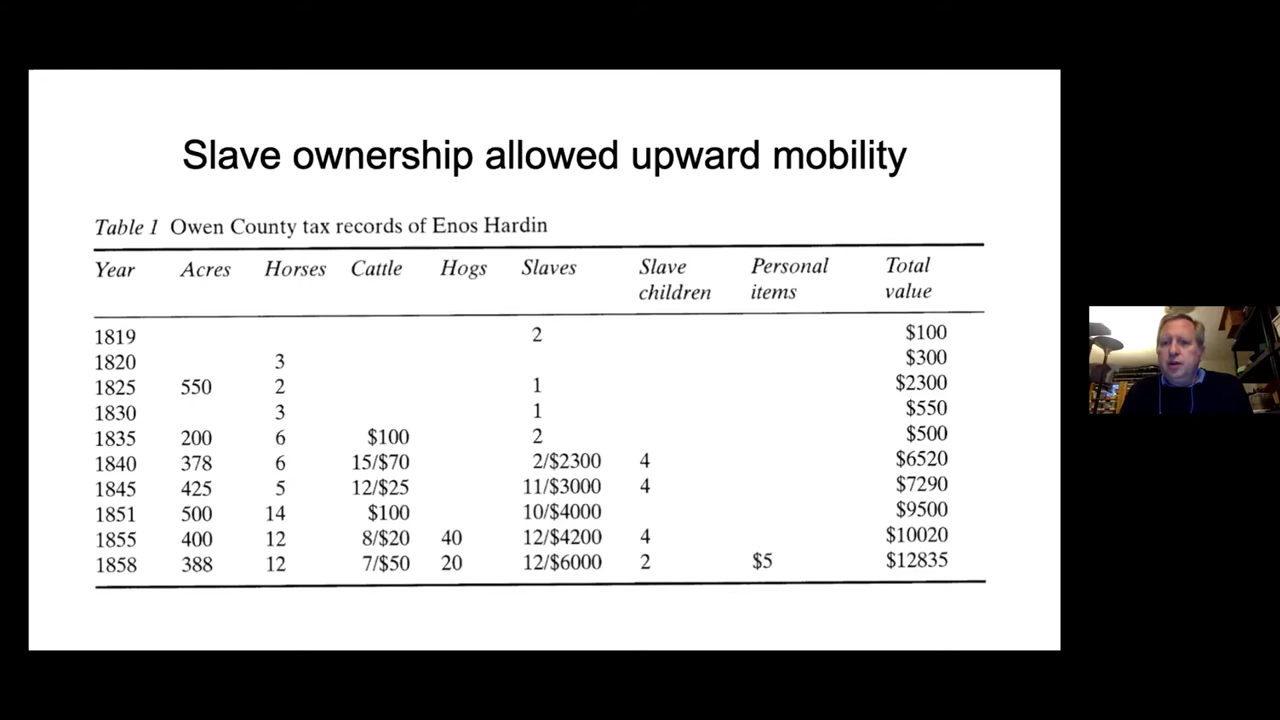 Slave ownership allowed upward mobility
Table 1 Owen County tax records of Enos Hardin
Year Acres Horses Cattle Hogs Slaves Slave children Personal items Total value
1819 2 $100
1820 3 $300
1825 550 2 1 $2300
1830 3 1 $550
1835 200 6 $100 2 $500
1840 378 6 15/$70 2/$2300 4 $6520
1845 425 5 12/$25 11/$3000 4 $7290
1851 500 14 $100 10/$4000 $9500
1855 400 12 8/$20 40 12/$4200 4 $10020
1858 388 12 7/$50 20 12/$6000 2 $5 $12835